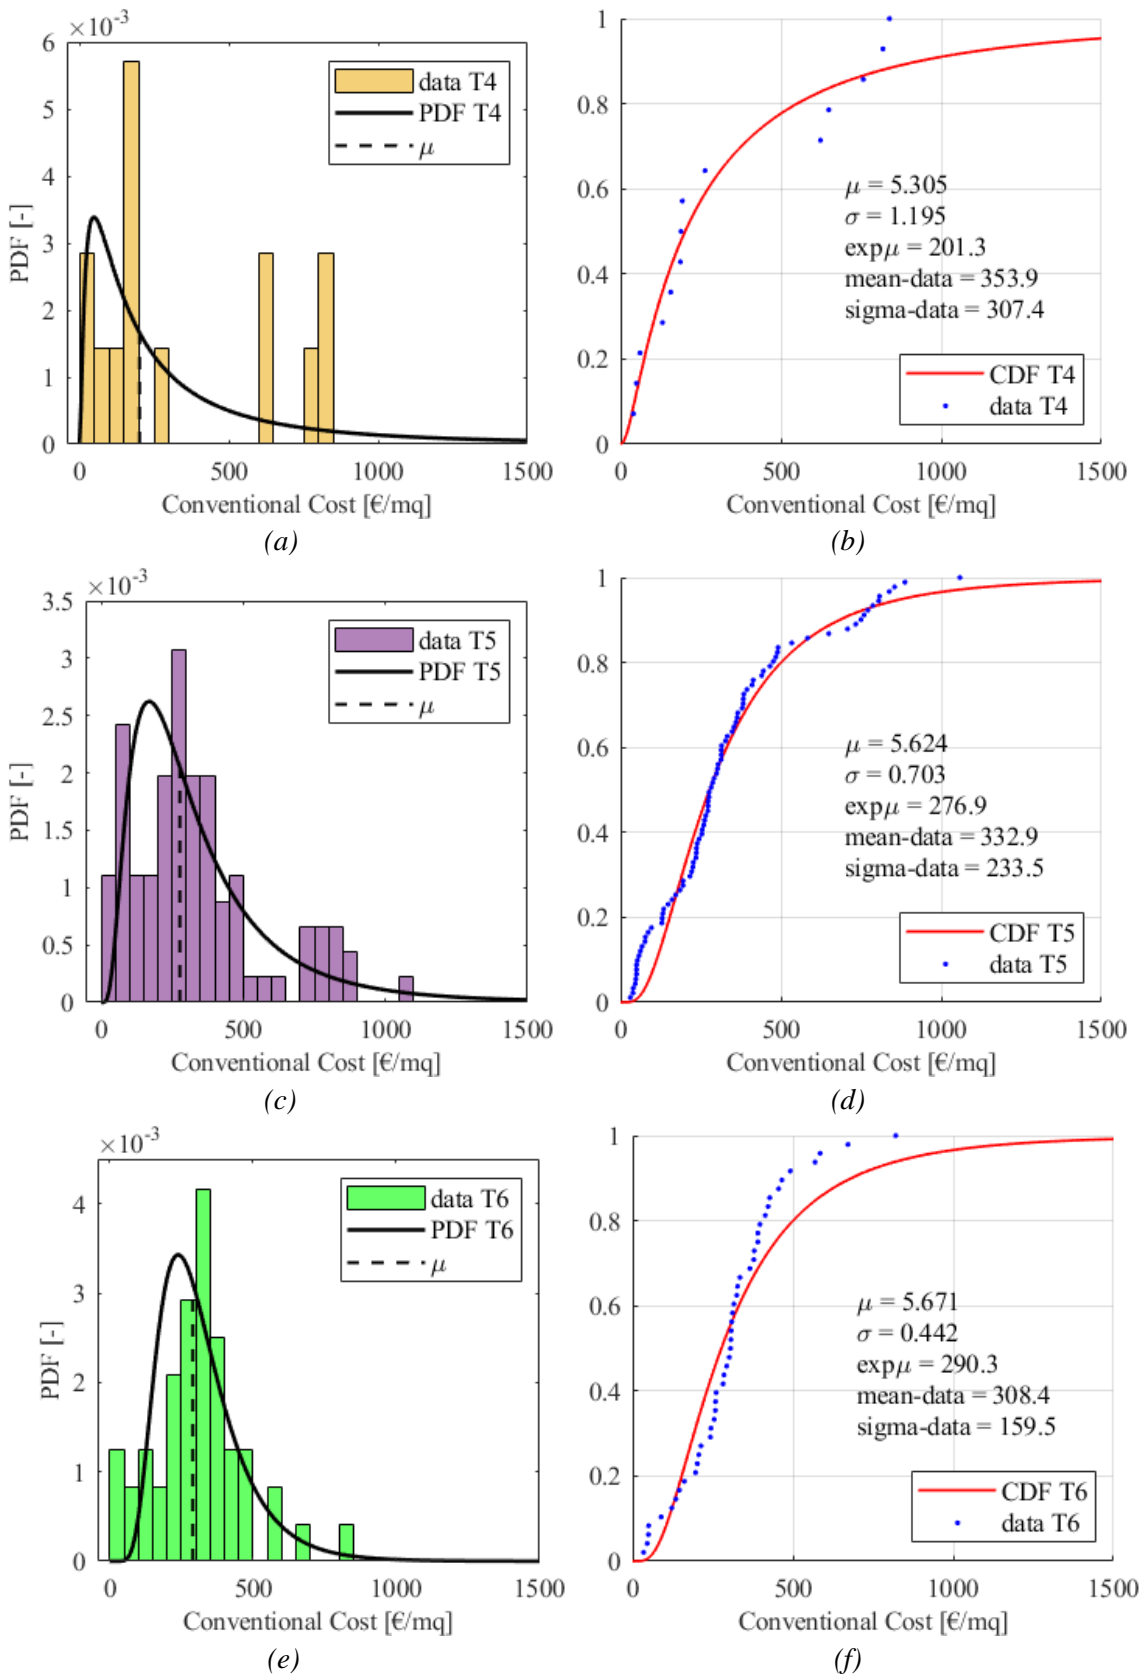 ×10⁻³
6
5
4
3
2
1
0
PDF [-]
data T4
PDF T4
μ
0 500 1000 1500
Conventional Cost [€/mq]
(a)
1
0.8
0.6
0.4
0.2
0
μ = 5.305
σ = 1.195
expμ = 201.3
mean-data = 353.9
sigma-data = 307.4
CDF T4
data T4
0 500 1000 1500
Conventional Cost [€/mq]
(b)
×10⁻³
3.5
3
2.5
2
1.5
1
0.5
0
PDF [-]
data T5
PDF T5
μ
0 500 1000 1500
Conventional Cost [€/mq]
(c)
1
0.8
0.6
0.4
0.2
0
μ = 5.624
σ = 0.703
expμ = 276.9
mean-data = 332.9
sigma-data = 233.5
CDF T5
data T5
0 500 1000 1500
Conventional Cost [€/mq]
(d)
×10⁻³
4
3
2
1
0
PDF [-]
data T6
PDF T6
μ
0 500 1000 1500
Conventional Cost [€/mq]
(e)
1
0.8
0.6
0.4
0.2
0
μ = 5.671
σ = 0.442
expμ = 290.3
mean-data = 308.4
sigma-data = 159.5
CDF T6
data T6
0 500 1000 1500
Conventional Cost [€/mq]
(f)